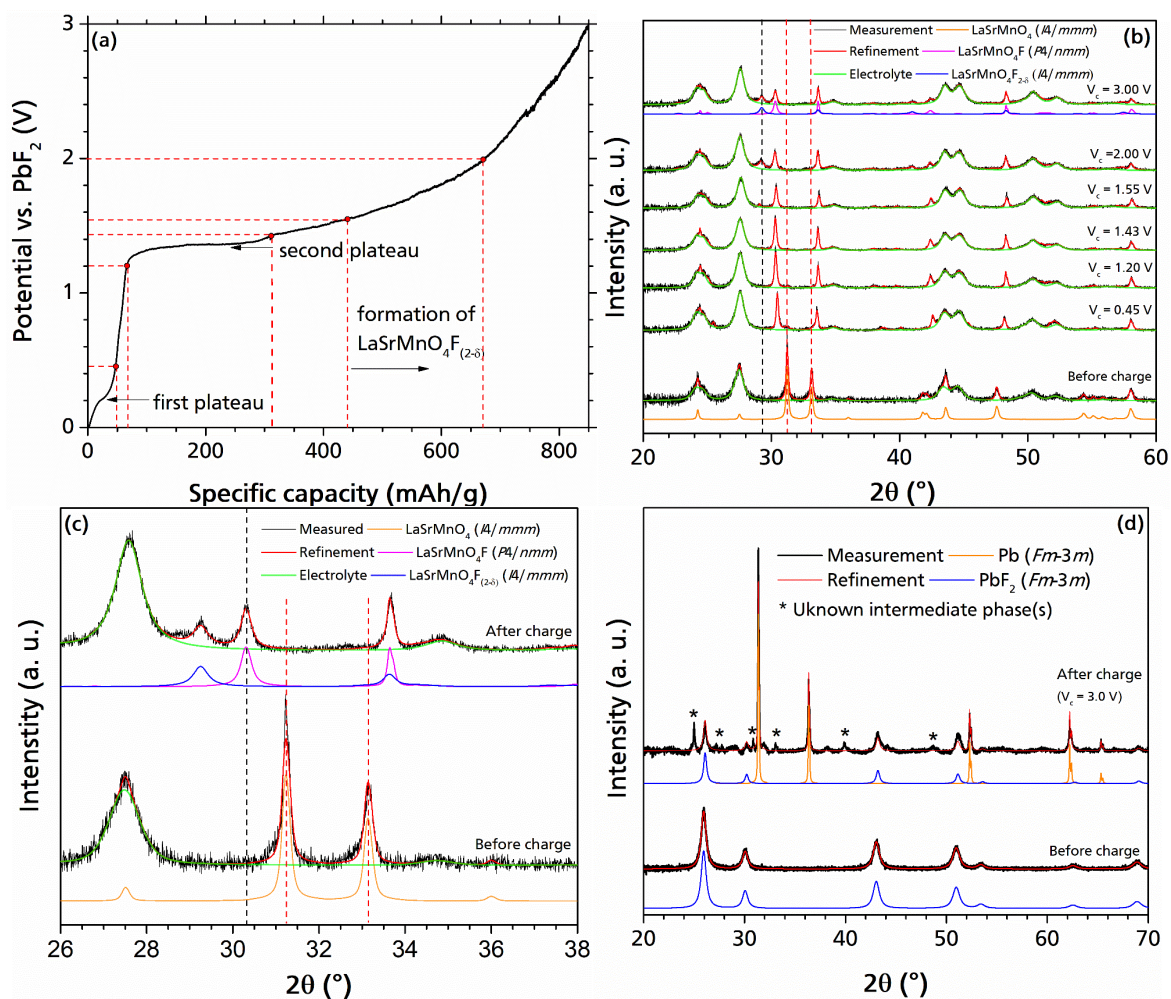 (a)
3
2
1
0
Potential vs. PbF2 (V)
second plateau
formation of
LaSrMnO4F(2-δ)
first plateau
0 200 400 600 800
Specific capacity (mAh/g)
(b)
Measurement LaSrMnO4 (I4/mmm)
Refinement LaSrMnO4F (P4/nmm)
Electrolyte LaSrMnO4F2-δ (I4/mmm)
Vc = 3.00 V
Vc =2.00 V
Vc = 1.55 V
Vc = 1.43 V
Vc = 1.20 V
Vc = 0.45 V
Before charge
Intensity (a. u.)
20 30 40 50 60
2θ (°)
(c)
Measured LaSrMnO4 (I4/mmm)
Refinement LaSrMnO4F (P4/nmm)
Electrolyte LaSrMnO4F(2-δ) (I4/mmm)
After charge
Before charge
Intenstity (a. u.)
26 28 30 32 34 36 38
2θ (°)
(d)
Measurement Pb (Fm-3m)
Refinement PbF2 (Fm-3m)
* Uknown intermediate phase(s)
After charge
(Vc = 3.0 V)
* * * * * *
Before charge
Intensity (a. u.)
20 30 40 50 60 70
2θ (°)